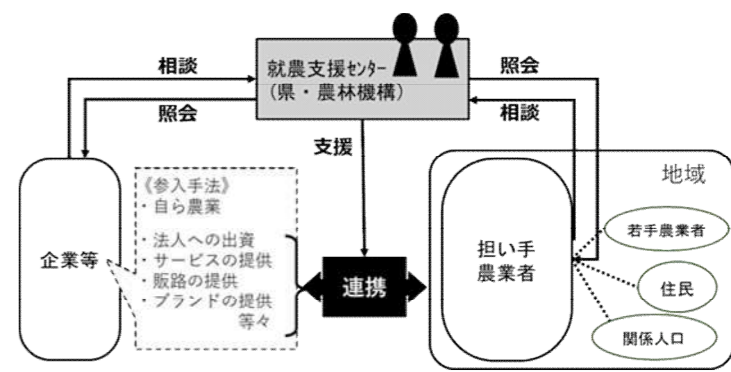 就農支援ｾﾝﾀｰ
(県・農林機構)
相談
照会
照会
相談
支援
企業等
《参入手法》
・自ら農業
・法人への出資
・サービスの提供
・販路の提供
・ブランドの提供
等々
連携
地域
担い手
農業者
若手農業者
住民
関係人口